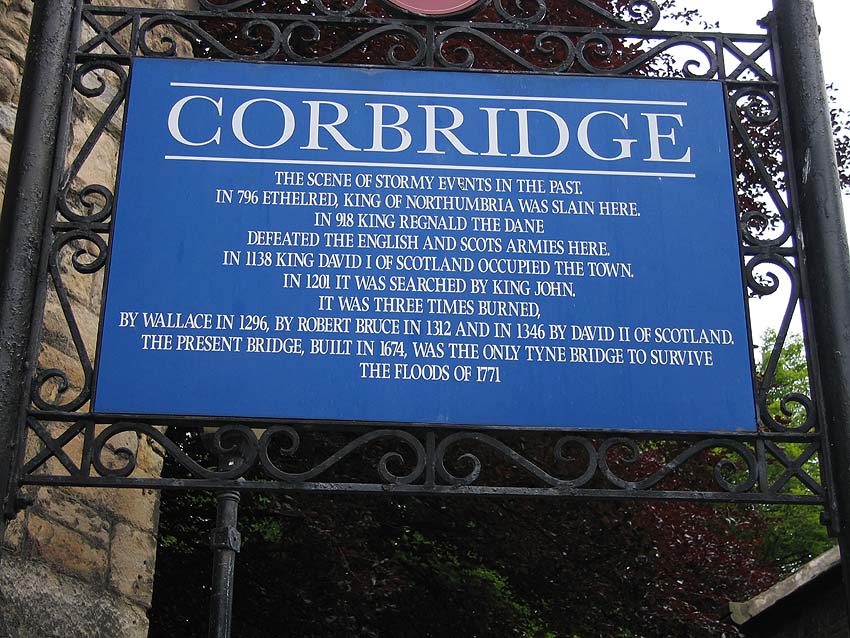 CORBRIDGE
THE SCENE OF STORMY EVENTS IN THE PAST.
IN 796 ETHELRED, KING OF NORTHUMBRIA WAS SLAIN HERE.
IN 918 KING REGNALD THE DANE
DEFEATED THE ENGLISH AND SCOTS ARMIES HERE.
IN 1138 KING DAVID I OF SCOTLAND OCCUPIED THE TOWN.
IN 1201 IT WAS SEARCHED BY KING JOHN.
IT WAS THREE TIMES BURNED,
BY WALLACE IN 1296, BY ROBERT BRUCE IN 1312 AND IN 1346 BY DAVID II OF SCOTLAND.
THE PRESENT BRIDGE, BUILT IN 1674, WAS THE ONLY TYNE BRIDGE TO SURVIVE
THE FLOODS OF 1771